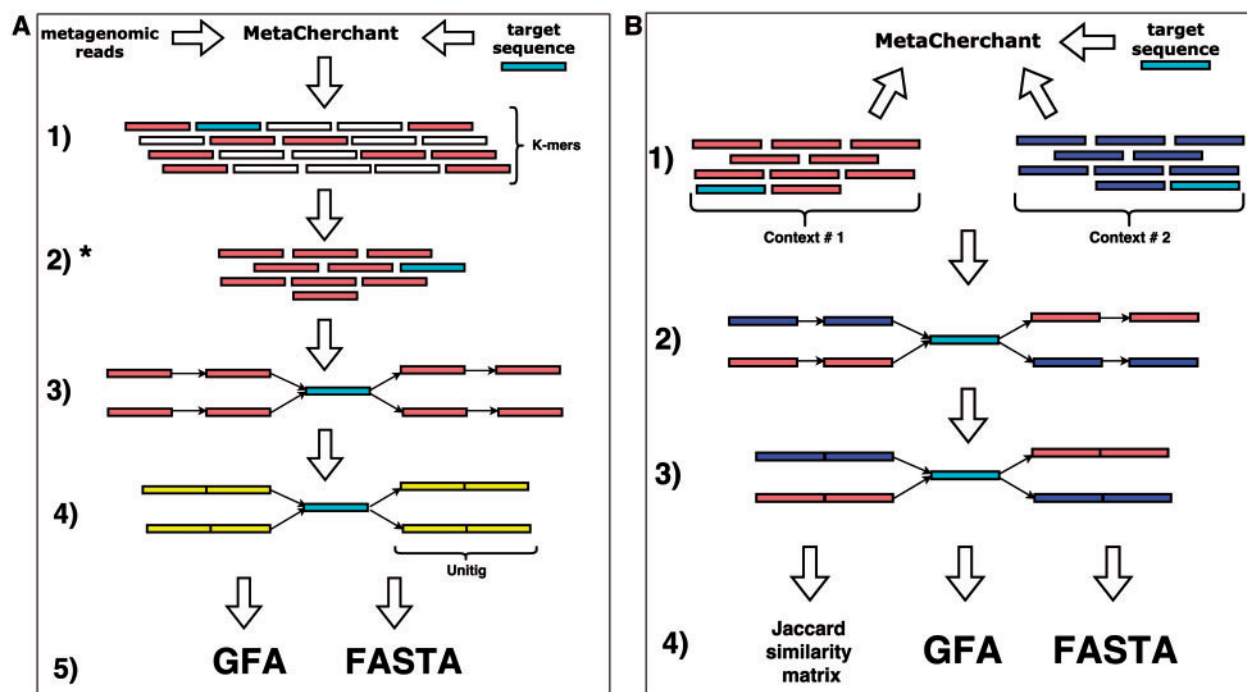 A
metagenomic
reads
MetaCherchant
target
sequence
1)
K-mers
2) *
3)
4)
Unitig
5)
GFA
FASTA
B
MetaCherchant
target
sequence
1)
Context # 1
Context # 2
2)
3)
4)
Jaccard
similarity
matrix
GFA
FASTA